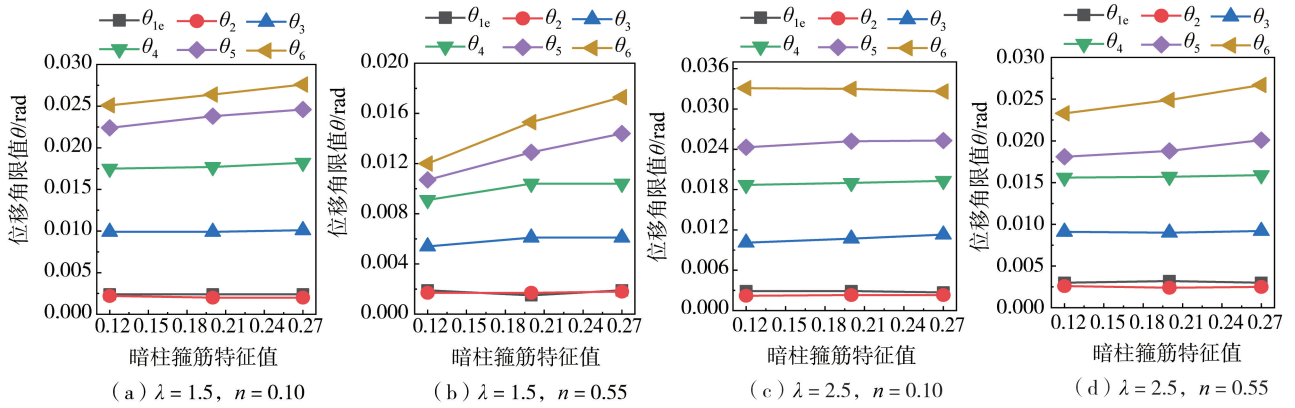 θ1e θ2 θ3
θ4 θ5 θ6
0.030
0.025
0.020
0.015
0.010
0.005
0.000
位移角限值θ/rad
0.12 0.15 0.18 0.21 0.24 0.27
暗柱箍筋特征值
(a) λ = 1.5, n = 0.10
θ1e θ2 θ3
θ4 θ5 θ6
0.020
0.016
0.012
0.008
0.004
0.000
位移角限值θ/rad
0.12 0.15 0.18 0.21 0.24 0.27
暗柱箍筋特征值
(b) λ = 1.5, n = 0.55
θ1e θ2 θ3
θ4 θ5 θ6
0.036
0.030
0.024
0.018
0.012
0.006
0.000
位移角限值θ/rad
0.12 0.15 0.18 0.21 0.24 0.27
暗柱箍筋特征值
(c) λ = 2.5, n = 0.10
θ1e θ2 θ3
θ4 θ5 θ6
0.030
0.025
0.020
0.015
0.010
0.005
0.000
位移角限值θ/rad
0.12 0.15 0.18 0.21 0.24 0.27
暗柱箍筋特征值
(d) λ = 2.5, n = 0.55